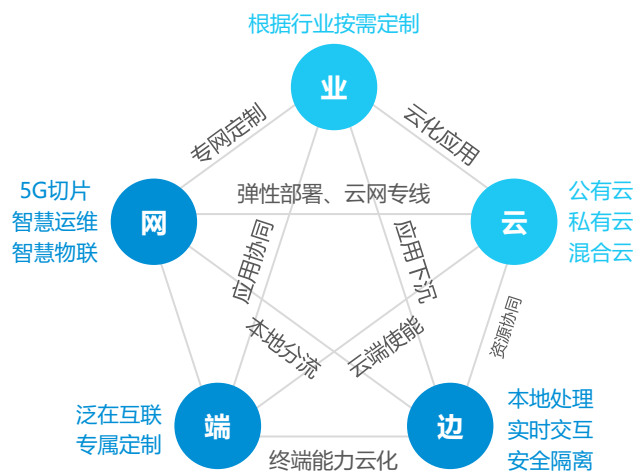 根据行业按需定制
业
专网定制
云化应用
5G切片
智慧运维
智慧物联
网
弹性部署、云网专线
云
公有云
私有云
混合云
应用协同
应用下沉
本地分流
云端使能
资源协同
泛在互联
专属定制
端
终端能力云化
边
本地处理
实时交互
安全隔离